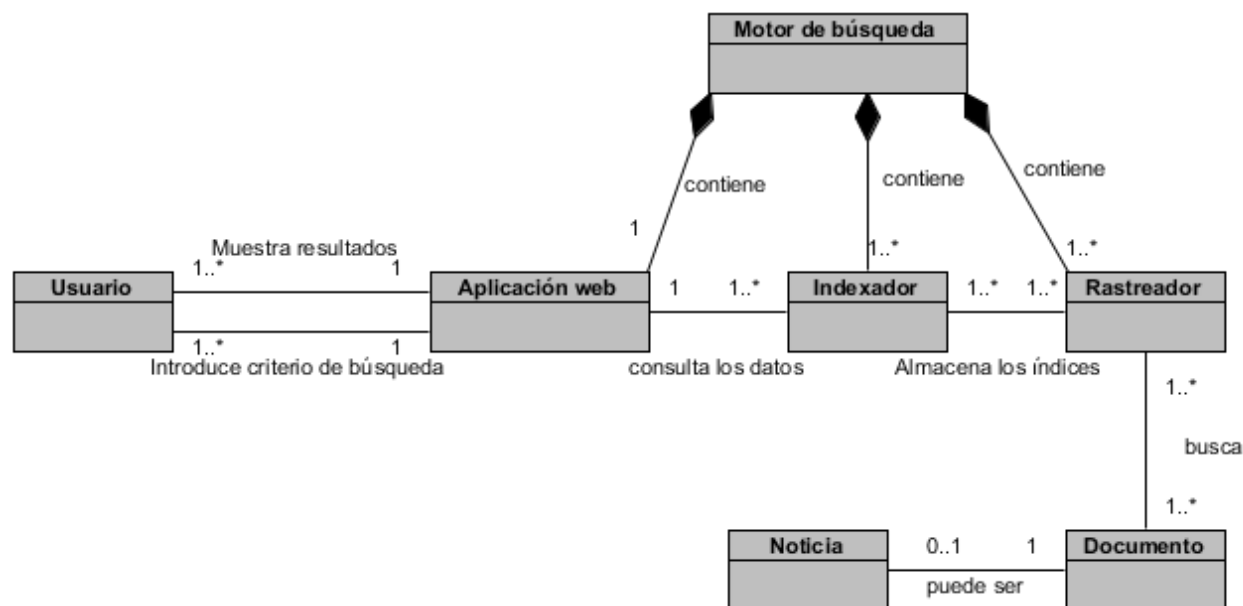 Motor de búsqueda
contiene
contiene
contiene
1
1..*
1..*
Muestra resultados
1..*
1
Usuario
Aplicación web
1
1..*
Indexador
1..*
1..*
Rastreador
1..*
1
Introduce criterio de búsqueda
consulta los datos
Almacena los índices
1..*
busca
1..*
Noticia
0..1
1
Documento
puede ser